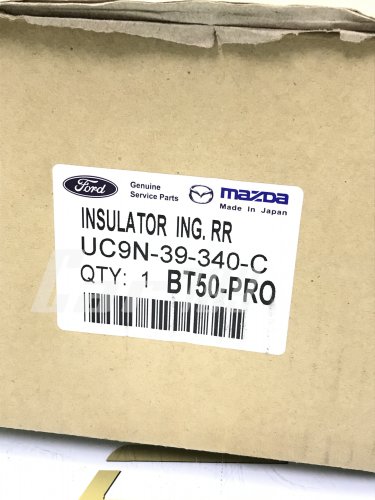 Ford
Genuine
Service Parts
mazda
Made In Japan
INSULATOR ING. RR
UC9N-39-340-C
QTY: 1 BT50-PRO